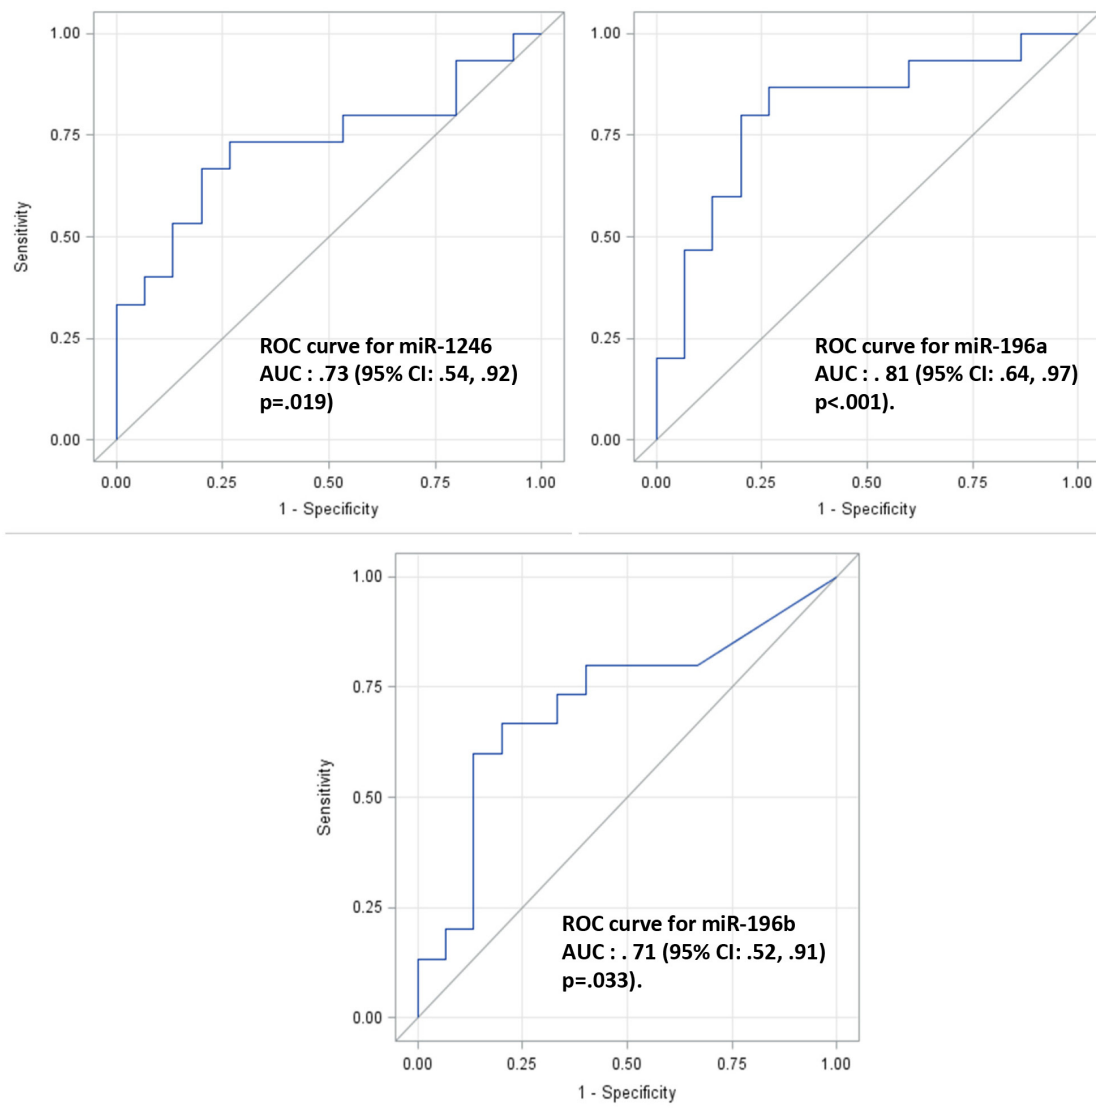 1.00
0.75
0.50
0.25
0.00
Sensitivity
ROC curve for miR-1246
AUC : .73 (95% CI: .54, .92)
p=.019)
0.00 0.25 0.50 0.75 1.00
1 - Specificity
1.00
0.75
0.50
0.25
0.00
ROC curve for miR-196a
AUC : . 81 (95% CI: .64, .97)
p<.001).
0.00 0.25 0.50 0.75 1.00
1 - Specificity
1.00
0.75
0.50
0.25
0.00
Sensitivity
ROC curve for miR-196b
AUC : . 71 (95% CI: .52, .91)
p=.033).
0.00 0.25 0.50 0.75 1.00
1 - Specificity